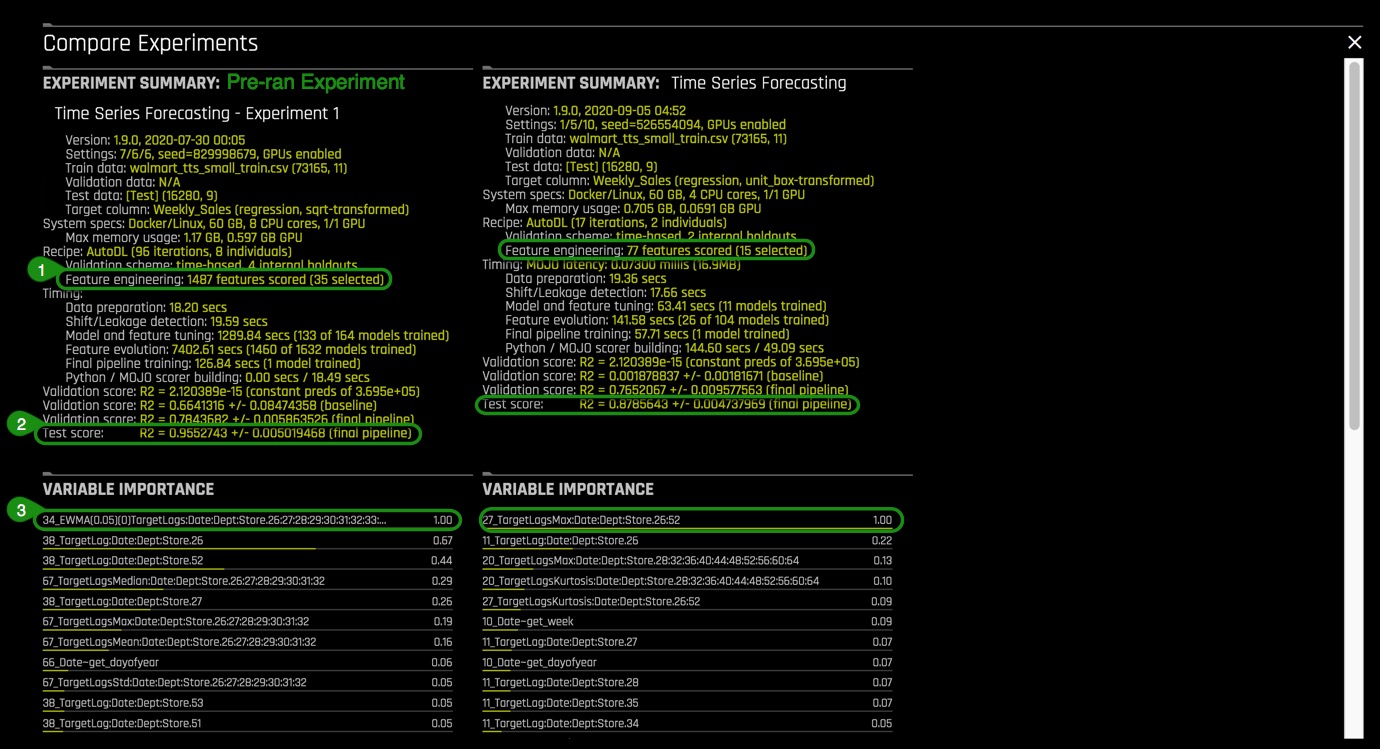 Compare Experiments
EXPERIMENT SUMMARY: Pre-ran Experiment
Time Series Forecasting - Experiment 1
Version: 1.9.0, 2020-07-30 00:05
Settings: 7/6/6, seed=829998679, GPUs enabled
Train data: walmart_tts_small_train.csv (73165, 11)
Validation data: N/A
Test data: [Test] (16280, 9)
Target column: Weekly_Sales (regression, sqrt-transformed)
System specs: Docker/Linux, 60 GB, 8 CPU cores, 1/1 GPU
Max memory usage: 1.17 GB, 0.597 GB GPU
Recipe: AutoDL (96 iterations, 8 individuals)
Validation scheme: time-based, 4 internal holdouts
1
Feature engineering: 1487 features scored (35 selected)
Timing:
Data preparation: 18.20 secs
Shift/Leakage detection: 19.59 secs
Model and feature tuning: 1289.84 secs (133 of 164 models trained)
Feature evolution: 7402.61 secs (1460 of 1632 models trained)
Final pipeline training: 126.84 secs (1 model trained)
Python / MOJO scorer building: 0.00 secs / 18.49 secs
Validation score: R2 = 2.120389e-15 (constant preds of 3.695e+05)
Validation score: R2 = 0.6641316 +/- 0.08474358 (baseline)
Validation score: R2 = 0.7843682 +/- 0.005863526 (final pipeline)
2
Test score: R2 = 0.9552743 +/- 0.005019468 (final pipeline)
VARIABLE IMPORTANCE
3
34_EWMA(0.05)(0)TargetLags:Date:Dept:Store.26:27:28:29:30:31:32:33:... 1.00
38_TargetLag:Date:Dept:Store.26 0.67
38_TargetLag:Date:Dept:Store.52 0.44
67_TargetLagsMedian:Date:Dept:Store.26:27:28:29:30:31:32 0.29
38_TargetLag:Date:Dept:Store.27 0.26
67_TargetLagsMax:Date:Dept:Store.26:27:28:29:30:31:32 0.19
67_TargetLagsMean:Date:Dept:Store.26:27:28:29:30:31:32 0.16
66_Date~get_dayofyear 0.06
67_TargetLagsStd:Date:Dept:Store.26:27:28:29:30:31:32 0.05
38_TargetLag:Date:Dept:Store.53 0.05
38_TargetLag:Date:Dept:Store.51 0.05
EXPERIMENT SUMMARY: Time Series Forecasting
Version: 1.9.0, 2020-09-05 04:52
Settings: 1/5/10, seed=526554094, GPUs enabled
Train data: walmart_tts_small_train.csv (73165, 11)
Validation data: N/A
Test data: [Test] (16280, 9)
Target column: Weekly_Sales (regression, unit_box-transformed)
System specs: Docker/Linux, 60 GB, 4 CPU cores, 1/1 GPU
Max memory usage: 0.705 GB, 0.0691 GB GPU
Recipe: AutoDL (17 iterations, 2 individuals)
Validation scheme: time-based, 2 internal holdouts
Feature engineering: 77 features scored (15 selected)
Timing: MOJO latency: 0.07300 millis (16.9MB)
Data preparation: 19.36 secs
Shift/Leakage detection: 17.66 secs
Model and feature tuning: 63.41 secs (11 models trained)
Feature evolution: 141.58 secs (26 of 104 models trained)
Final pipeline training: 57.71 secs (1 model trained)
Python / MOJO scorer building: 144.60 secs / 49.09 secs
Validation score: R2 = 2.120389e-15 (constant preds of 3.695e+05)
Validation score: R2 = 0.001878837 +/- 0.00181671 (baseline)
Validation score: R2 = 0.7652067 +/- 0.009577563 (final pipeline)
Test score: R2 = 0.8785643 +/- 0.004737969 (final pipeline)
VARIABLE IMPORTANCE
27_TargetLagsMax:Date:Dept:Store.26:52 1.00
11_TargetLag:Date:Dept:Store.26 0.22
20_TargetLagsMax:Date:Dept:Store.28:32:36:40:44:48:52:56:60:64 0.13
20_TargetLagsKurtosis:Date:Dept:Store.28:32:36:40:44:48:52:56:60:64 0.10
27_TargetLagsKurtosis:Date:Dept:Store.26:52 0.09
10_Date~get_week 0.09
11_TargetLag:Date:Dept:Store.27 0.07
10_Date~get_dayofyear 0.07
11_TargetLag:Date:Dept:Store.28 0.07
11_TargetLag:Date:Dept:Store.35 0.07
11_TargetLag:Date:Dept:Store.34 0.05